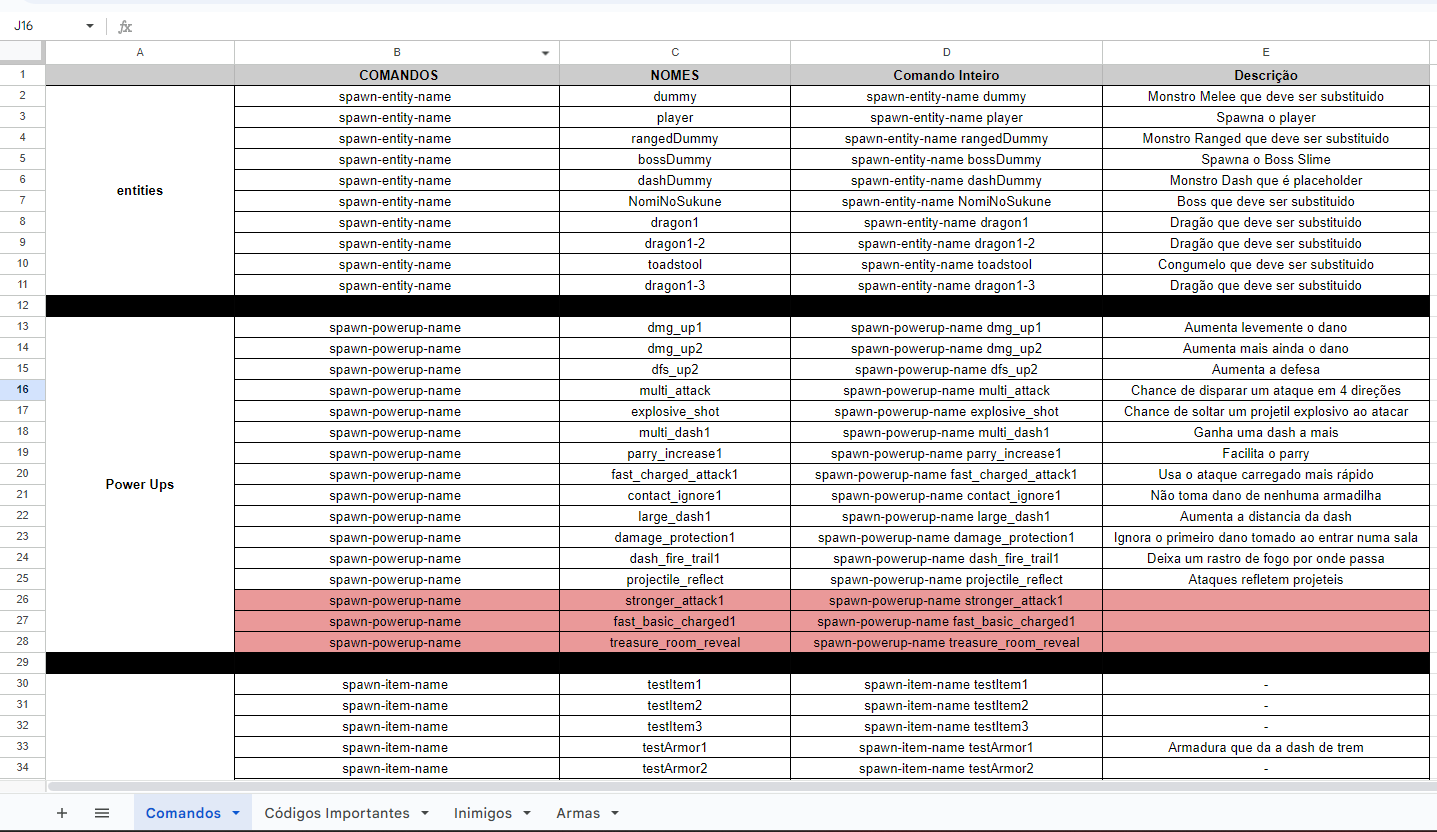 J16 fx
A B C D E
1 COMANDOS NOMES Comando Inteiro Descrição
2 spawn-entity-name dummy spawn-entity-name dummy Monstro Melee que deve ser substituido
3 spawn-entity-name player spawn-entity-name player Spawna o player
4 spawn-entity-name rangedDummy spawn-entity-name rangedDummy Monstro Ranged que deve ser substituido
5 spawn-entity-name bossDummy spawn-entity-name bossDummy Spawna o Boss Slime
6 entities spawn-entity-name dashDummy spawn-entity-name dashDummy Monstro Dash que é placeholder
7 spawn-entity-name NomiNoSukune spawn-entity-name NomiNoSukune Boss que deve ser substituido
8 spawn-entity-name dragon1 spawn-entity-name dragon1 Dragão que deve ser substituido
9 spawn-entity-name dragon1-2 spawn-entity-name dragon1-2 Dragão que deve ser substituido
10 spawn-entity-name toadstool spawn-entity-name toadstool Congumelo que deve ser substituido
11 spawn-entity-name dragon1-3 spawn-entity-name dragon1-3 Dragão que deve ser substituido
12
13 spawn-powerup-name dmg_up1 spawn-powerup-name dmg_up1 Aumenta levemente o dano
14 spawn-powerup-name dmg_up2 spawn-powerup-name dmg_up2 Aumenta mais ainda o dano
15 spawn-powerup-name dfs_up2 spawn-powerup-name dfs_up2 Aumenta a defesa
16 spawn-powerup-name multi_attack spawn-powerup-name multi_attack Chance de disparar um ataque em 4 direções
17 spawn-powerup-name explosive_shot spawn-powerup-name explosive_shot Chance de soltar um projetil explosivo ao atacar
18 spawn-powerup-name multi_dash1 spawn-powerup-name multi_dash1 Ganha uma dash a mais
19 spawn-powerup-name parry_increase1 spawn-powerup-name parry_increase1 Facilita o parry
20 Power Ups spawn-powerup-name fast_charged_attack1 spawn-powerup-name fast_charged_attack1 Usa o ataque carregado mais rápido
21 spawn-powerup-name contact_ignore1 spawn-powerup-name contact_ignore1 Não toma dano de nenhuma armadilha
22 spawn-powerup-name large_dash1 spawn-powerup-name large_dash1 Aumenta a distancia da dash
23 spawn-powerup-name damage_protection1 spawn-powerup-name damage_protection1 Ignora o primeiro dano tomado ao entrar numa sala
24 spawn-powerup-name dash_fire_trail1 spawn-powerup-name dash_fire_trail1 Deixa um rastro de fogo por onde passa
25 spawn-powerup-name projectile_reflect spawn-powerup-name projectile_reflect Ataques refletem projeteis
26 spawn-powerup-name stronger_attack1 spawn-powerup-name stronger_attack1
27 spawn-powerup-name fast_basic_charged1 spawn-powerup-name fast_basic_charged1
28 spawn-powerup-name treasure_room_reveal spawn-powerup-name treasure_room_reveal
29
30 spawn-item-name testItem1 spawn-item-name testItem1 -
31 spawn-item-name testItem2 spawn-item-name testItem2 -
32 spawn-item-name testItem3 spawn-item-name testItem3 -
33 spawn-item-name testArmor1 spawn-item-name testArmor1 Armadura que da a dash de trem
34 spawn-item-name testArmor2 spawn-item-name testArmor2 -
Comandos Códigos Importantes Inimigos Armas